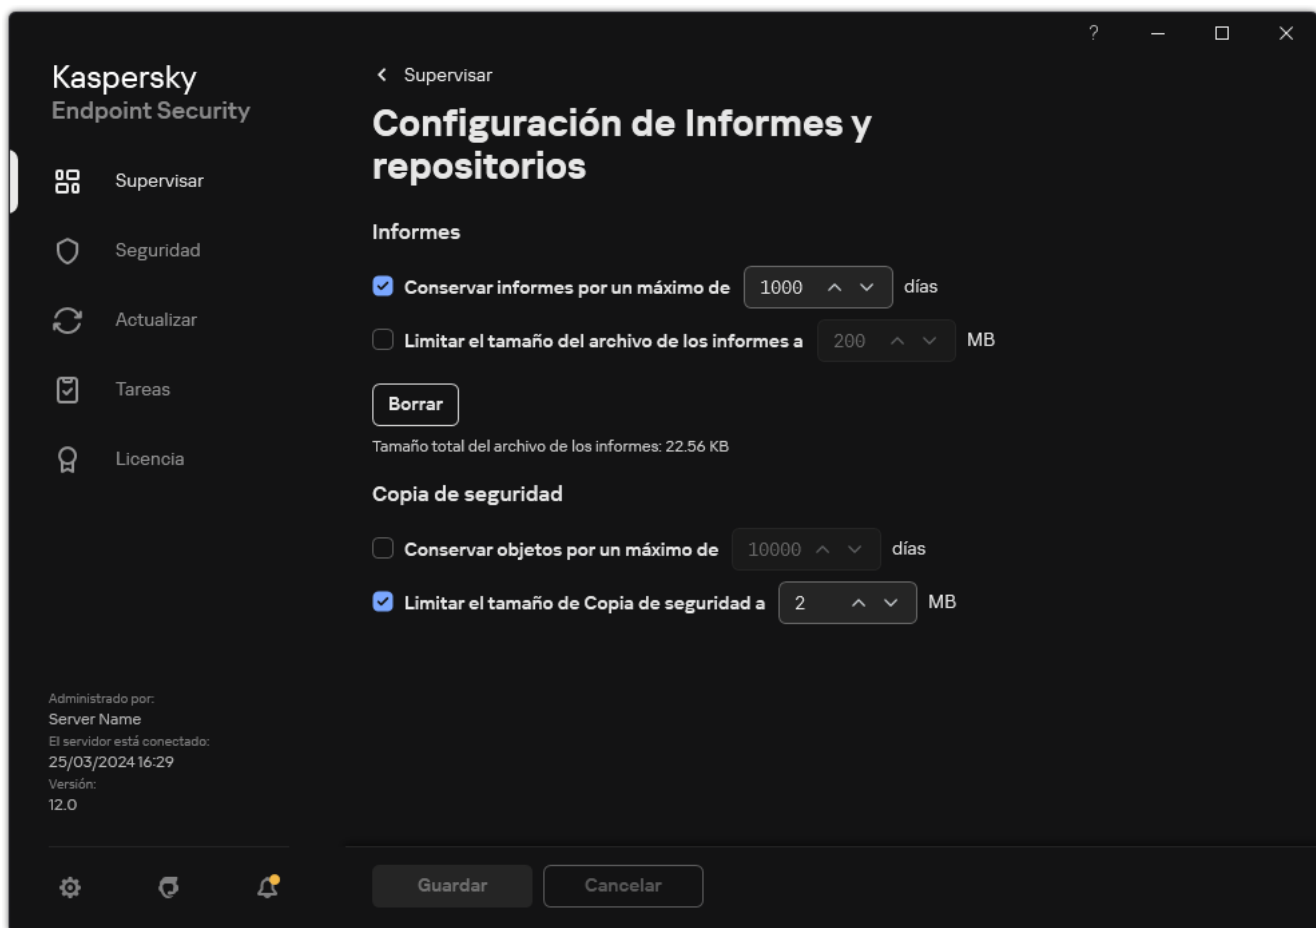 ?
Kaspersky
Endpoint Security
Supervisar
Seguridad
Actualizar
Tareas
Licencia
Administrado por:
Server Name
El servidor está conectado:
25/03/2024 16:29
Versión:
12.0
Supervisar
Configuración de Informes y
repositorios
Informes
Conservar informes por un máximo de 1000 días
Limitar el tamaño del archivo de los informes a 200 MB
Borrar
Tamaño total del archivo de los informes: 22.56 KB
Copia de seguridad
Conservar objetos por un máximo de 10000 días
Limitar el tamaño de Copia de seguridad a 2 MB
Guardar Cancelar